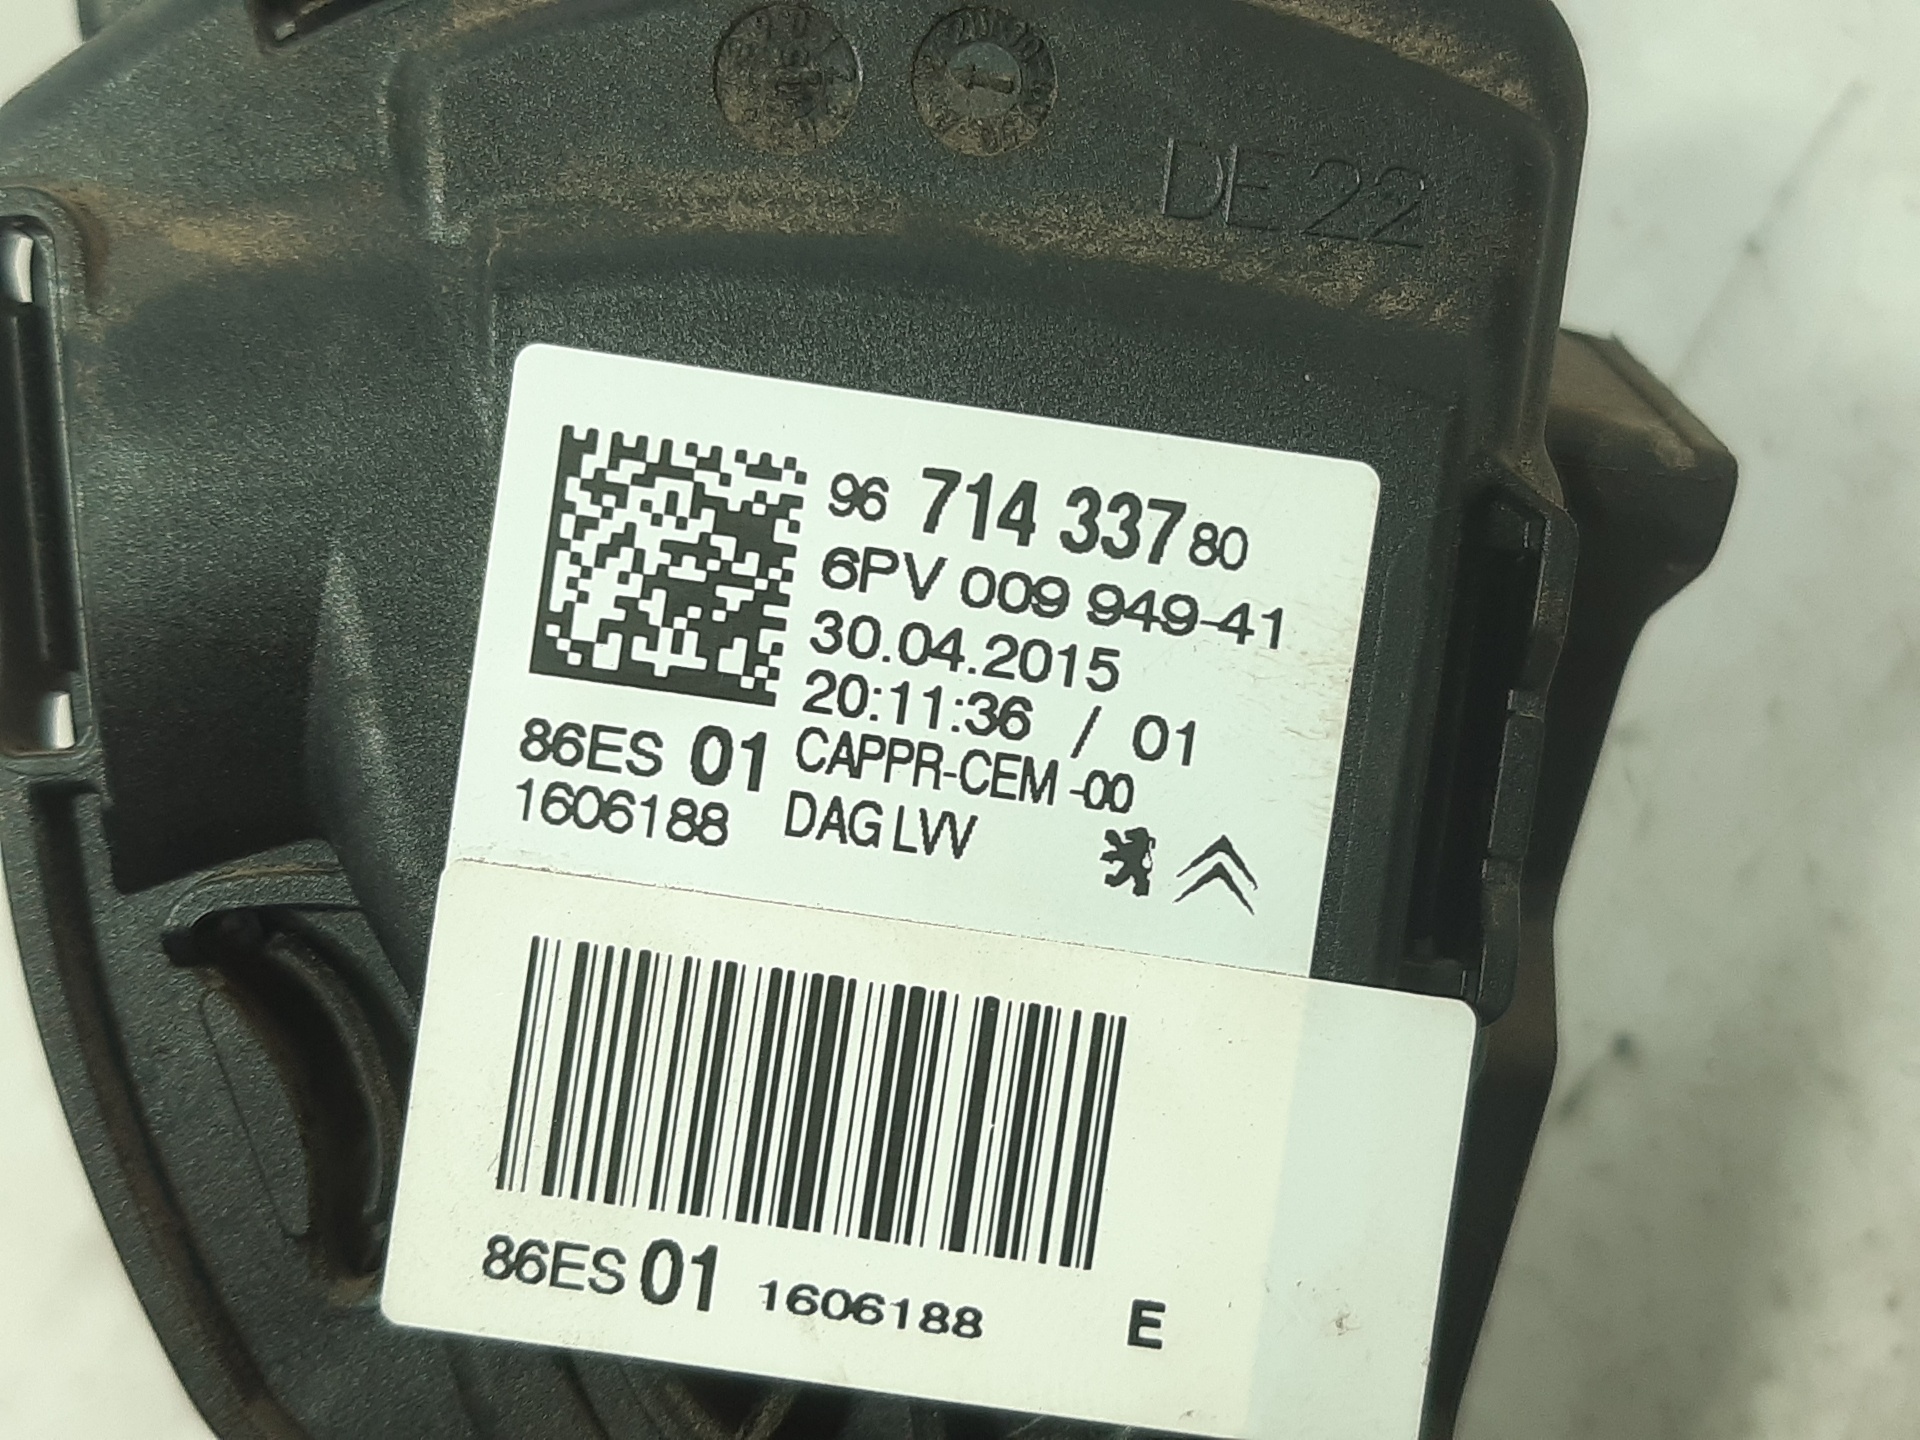 DE 22
96 714 337 80
6PV 009 949-41
30.04.2015
20:11:36 / 01
86ES 01 CAPPR-CEM -00
1606188 DAG LVV
86ES 01 1606188 E